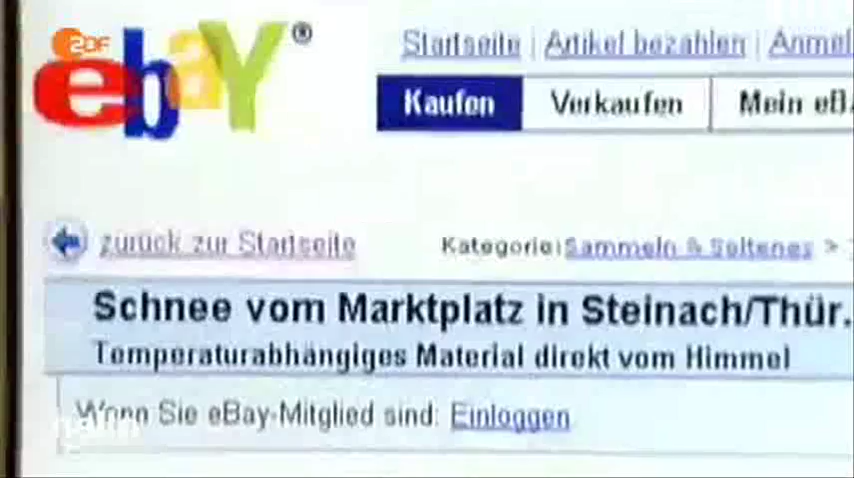 ZDF
ebay®
Startseite | Artikel bezahlen | Anmel
Kaufen Verkaufen Mein eB
zurück zur Startseite Kategorie: Sammeln & Seltenes >
Schnee vom Marktplatz in Steinach/Thür.
Temperaturabhängiges Material direkt vom Himmel
Wenn Sie eBay-Mitglied sind: Einloggen